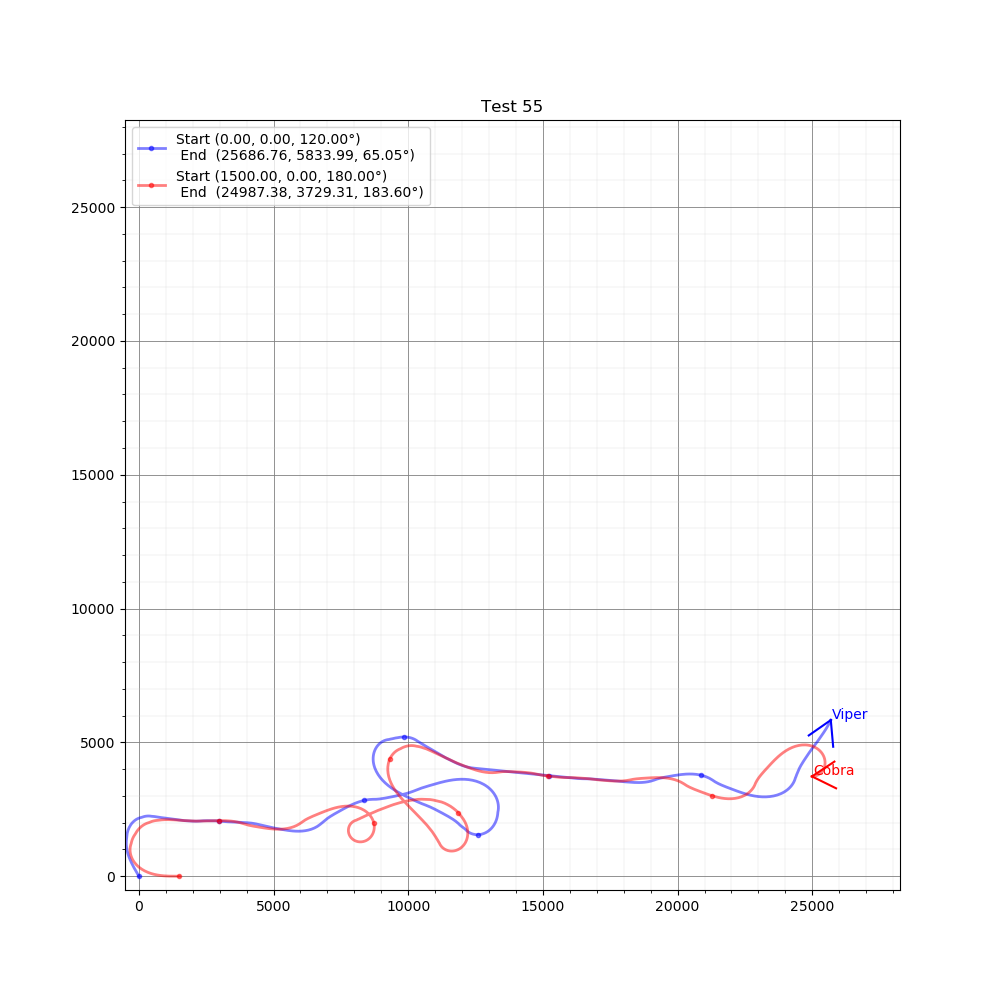 Test 55
Start (0.00, 0.00, 120.00°)
End (25686.76, 5833.99, 65.05°)
Start (1500.00, 0.00, 180.00°)
End (24987.38, 3729.31, 183.60°)
25000
20000
15000
10000
5000
0
Viper
Cobra
0
5000
10000
15000
20000
25000